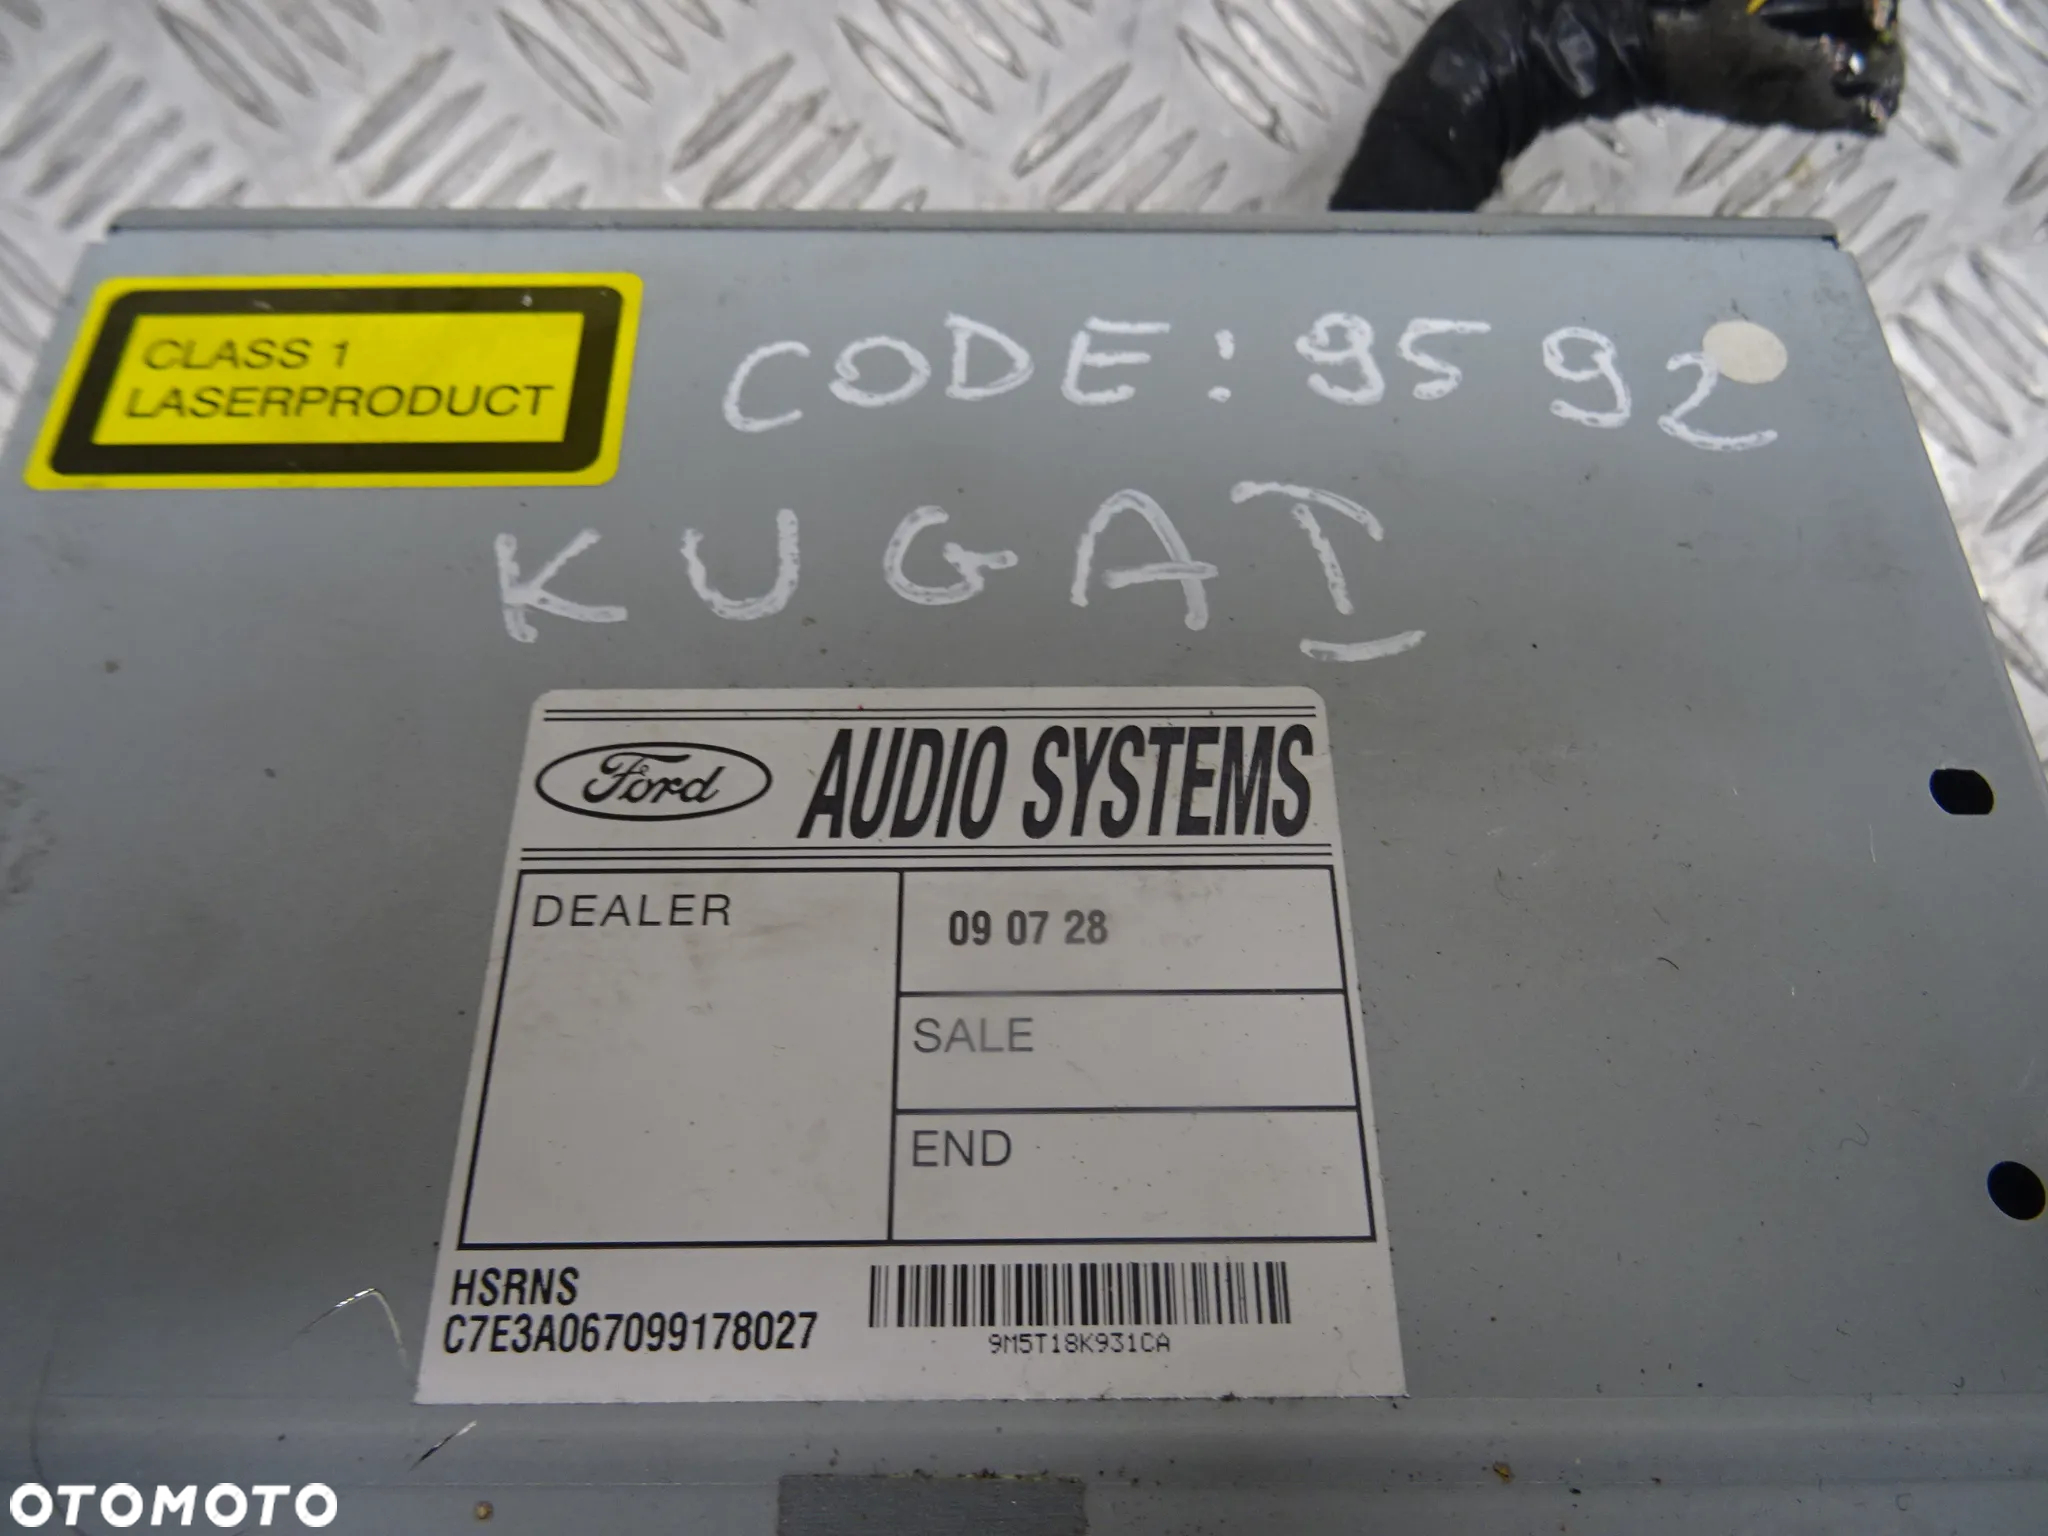 CLASS 1
LASERPRODUCT
CODE: 9592
KUGA I
Ford AUDIO SYSTEMS
DEALER
09 07 28
SALE
END
HSRNS
C7E3A067099178027
9M5T18K931CA
OTOMOTO